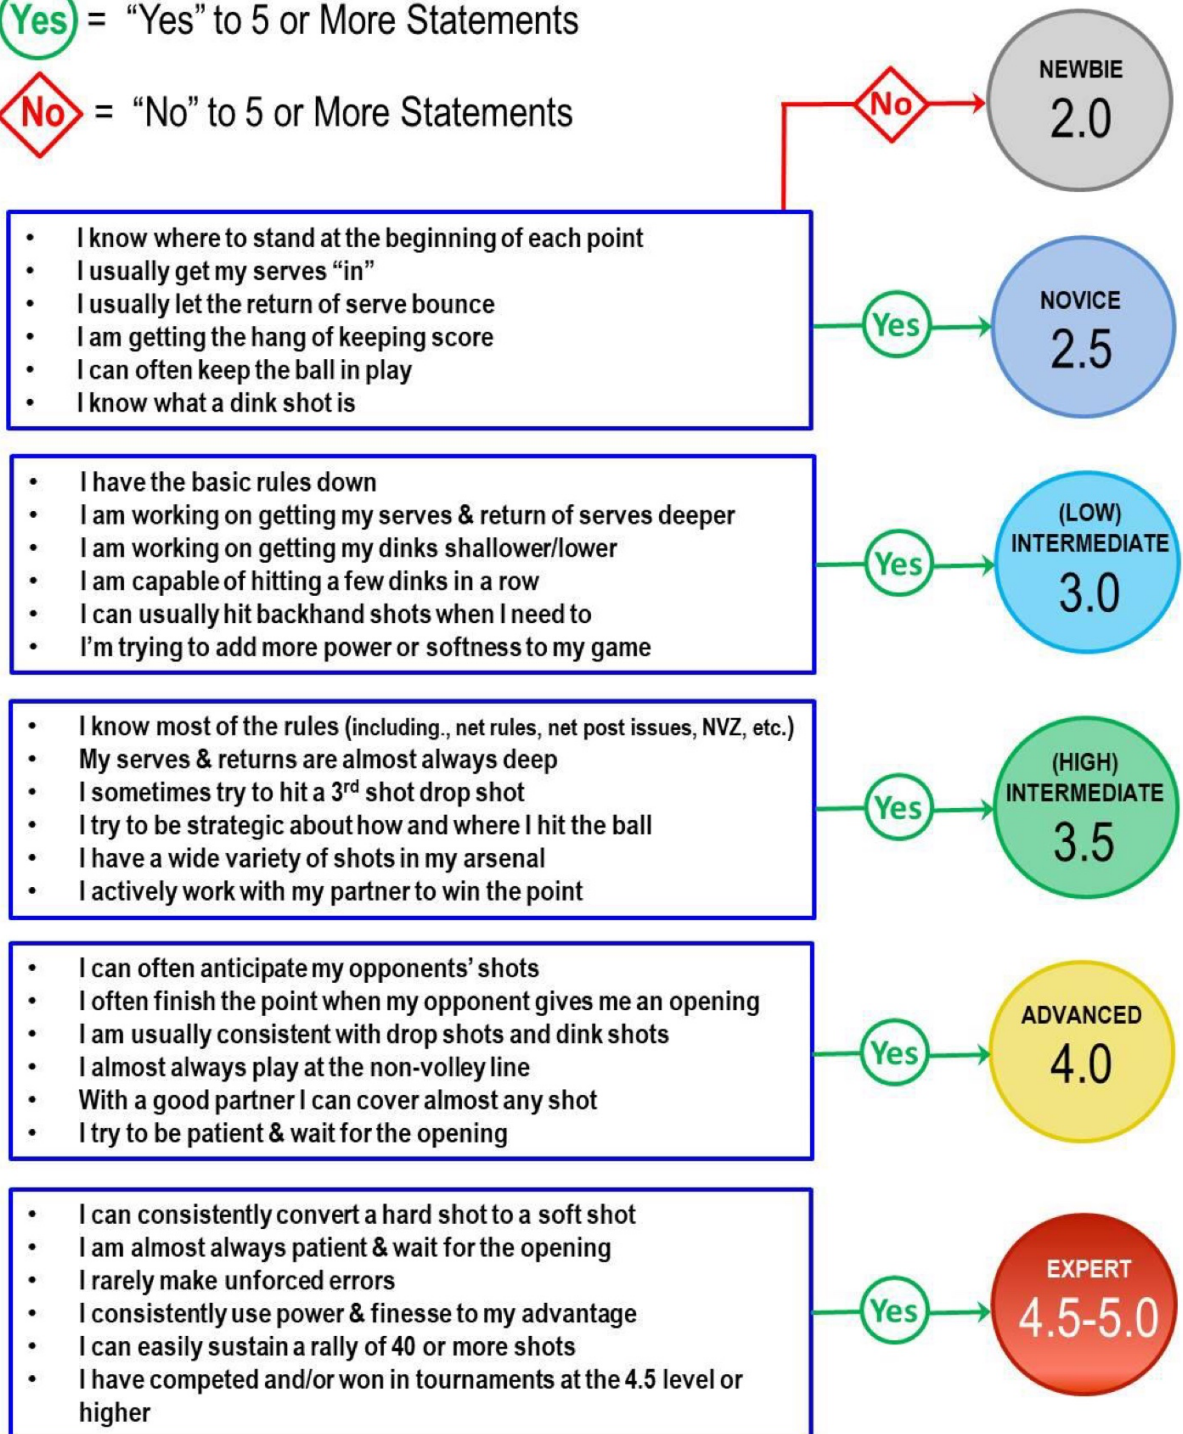 Yes = “Yes” to 5 or More Statements
No = “No” to 5 or More Statements
No
NEWBIE
2.0
• I know where to stand at the beginning of each point
• I usually get my serves “in”
• I usually let the return of serve bounce
• I am getting the hang of keeping score
• I can often keep the ball in play
• I know what a dink shot is
Yes
NOVICE
2.5
• I have the basic rules down
• I am working on getting my serves & return of serves deeper
• I am working on getting my dinks shallower/lower
• I am capable of hitting a few dinks in a row
• I can usually hit backhand shots when I need to
• I’m trying to add more power or softness to my game
Yes
(LOW)
INTERMEDIATE
3.0
• I know most of the rules (including., net rules, net post issues, NVZ, etc.)
• My serves & returns are almost always deep
• I sometimes try to hit a 3rd shot drop shot
• I try to be strategic about how and where I hit the ball
• I have a wide variety of shots in my arsenal
• I actively work with my partner to win the point
Yes
(HIGH)
INTERMEDIATE
3.5
• I can often anticipate my opponents’ shots
• I often finish the point when my opponent gives me an opening
• I am usually consistent with drop shots and dink shots
• I almost always play at the non-volley line
• With a good partner I can cover almost any shot
• I try to be patient & wait for the opening
Yes
ADVANCED
4.0
• I can consistently convert a hard shot to a soft shot
• I am almost always patient & wait for the opening
• I rarely make unforced errors
• I consistently use power & finesse to my advantage
• I can easily sustain a rally of 40 or more shots
• I have competed and/or won in tournaments at the 4.5 level or
higher
Yes
EXPERT
4.5-5.0